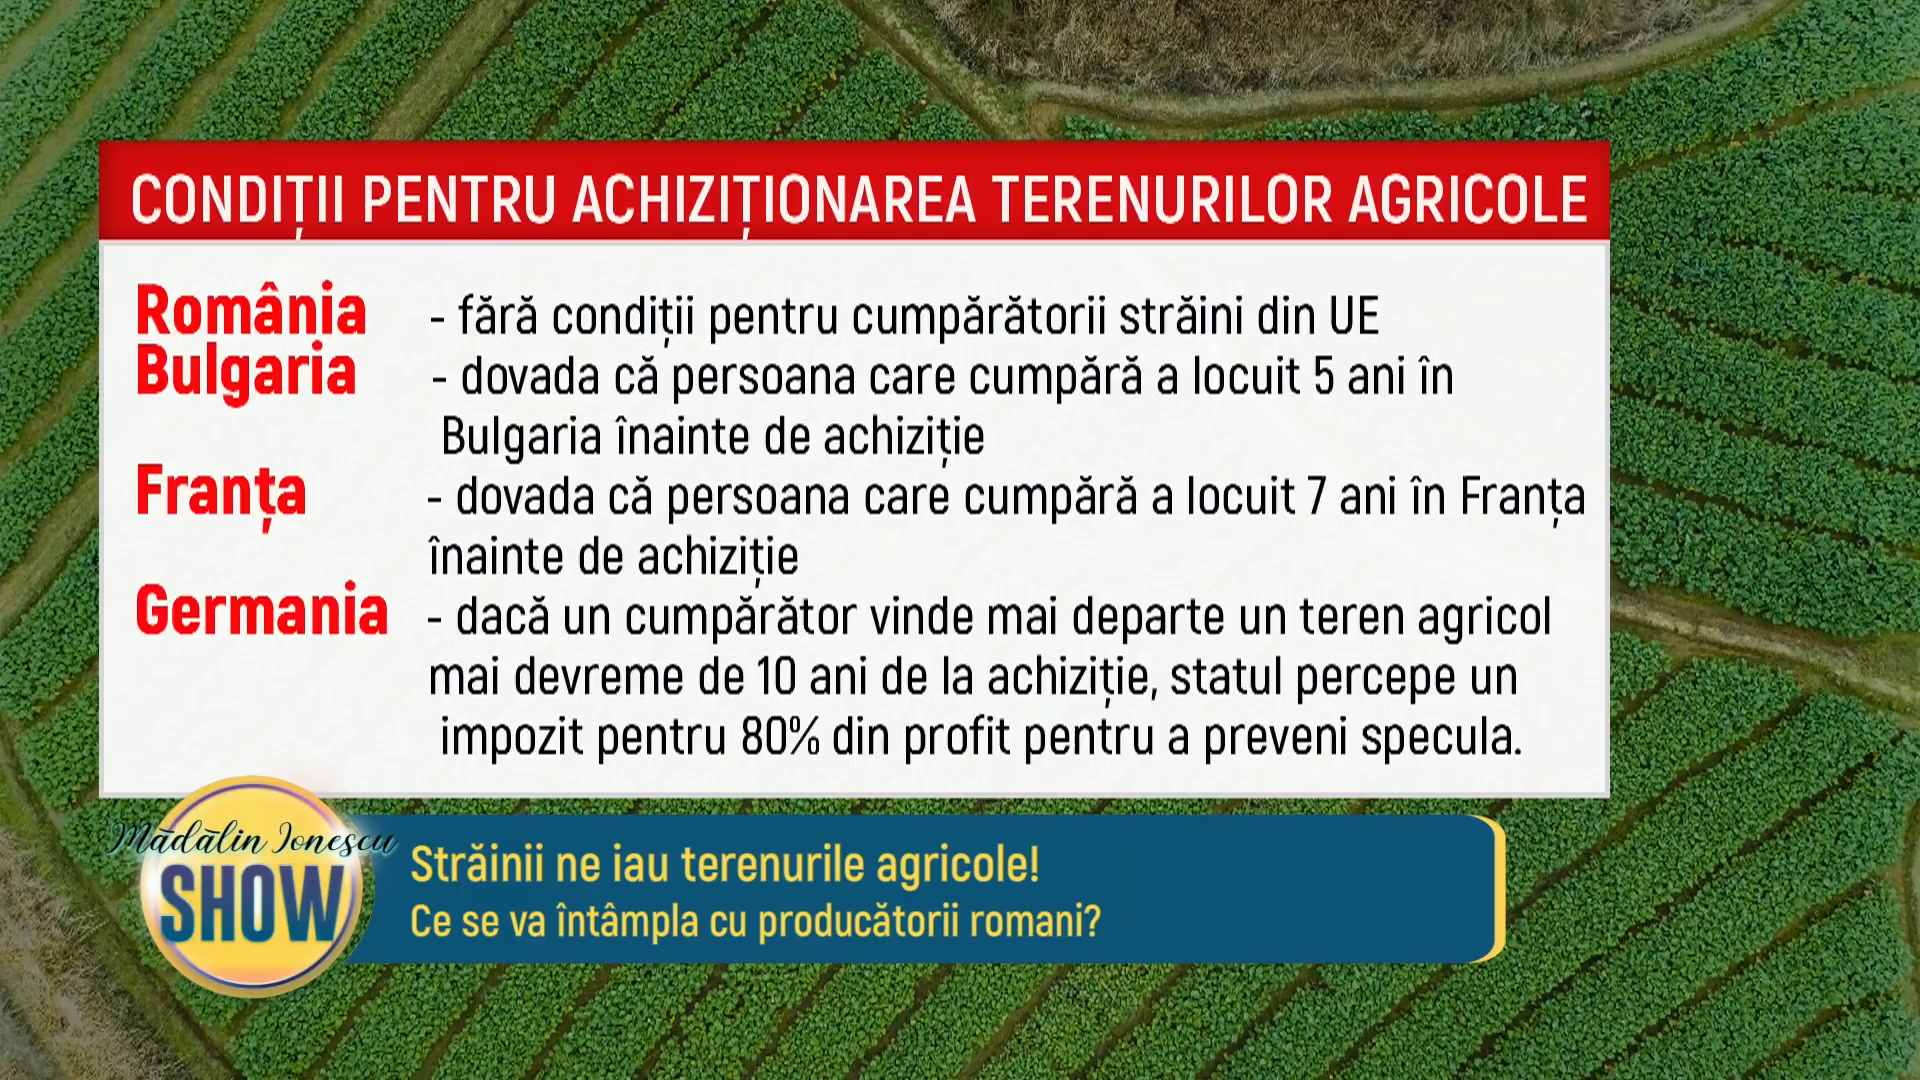 CONDIȚII PENTRU ACHIZIȚIONAREA TERENURILOR AGRICOLE
România - fără condiții pentru cumpărătorii străini din UE
Bulgaria - dovada că persoana care cumpără a locuit 5 ani în
Bulgaria înainte de achiziție
Franța - dovada că persoana care cumpără a locuit 7 ani în Franța
înainte de achiziție
Germania - dacă un cumpărător vinde mai departe un teren agricol
mai devreme de 10 ani de la achiziție, statul percepe un
impozit pentru 80% din profit pentru a preveni specula.
Mădălin Ionescu
SHOW
Străinii ne iau terenurile agricole!
Ce se va întâmpla cu producătorii romani?